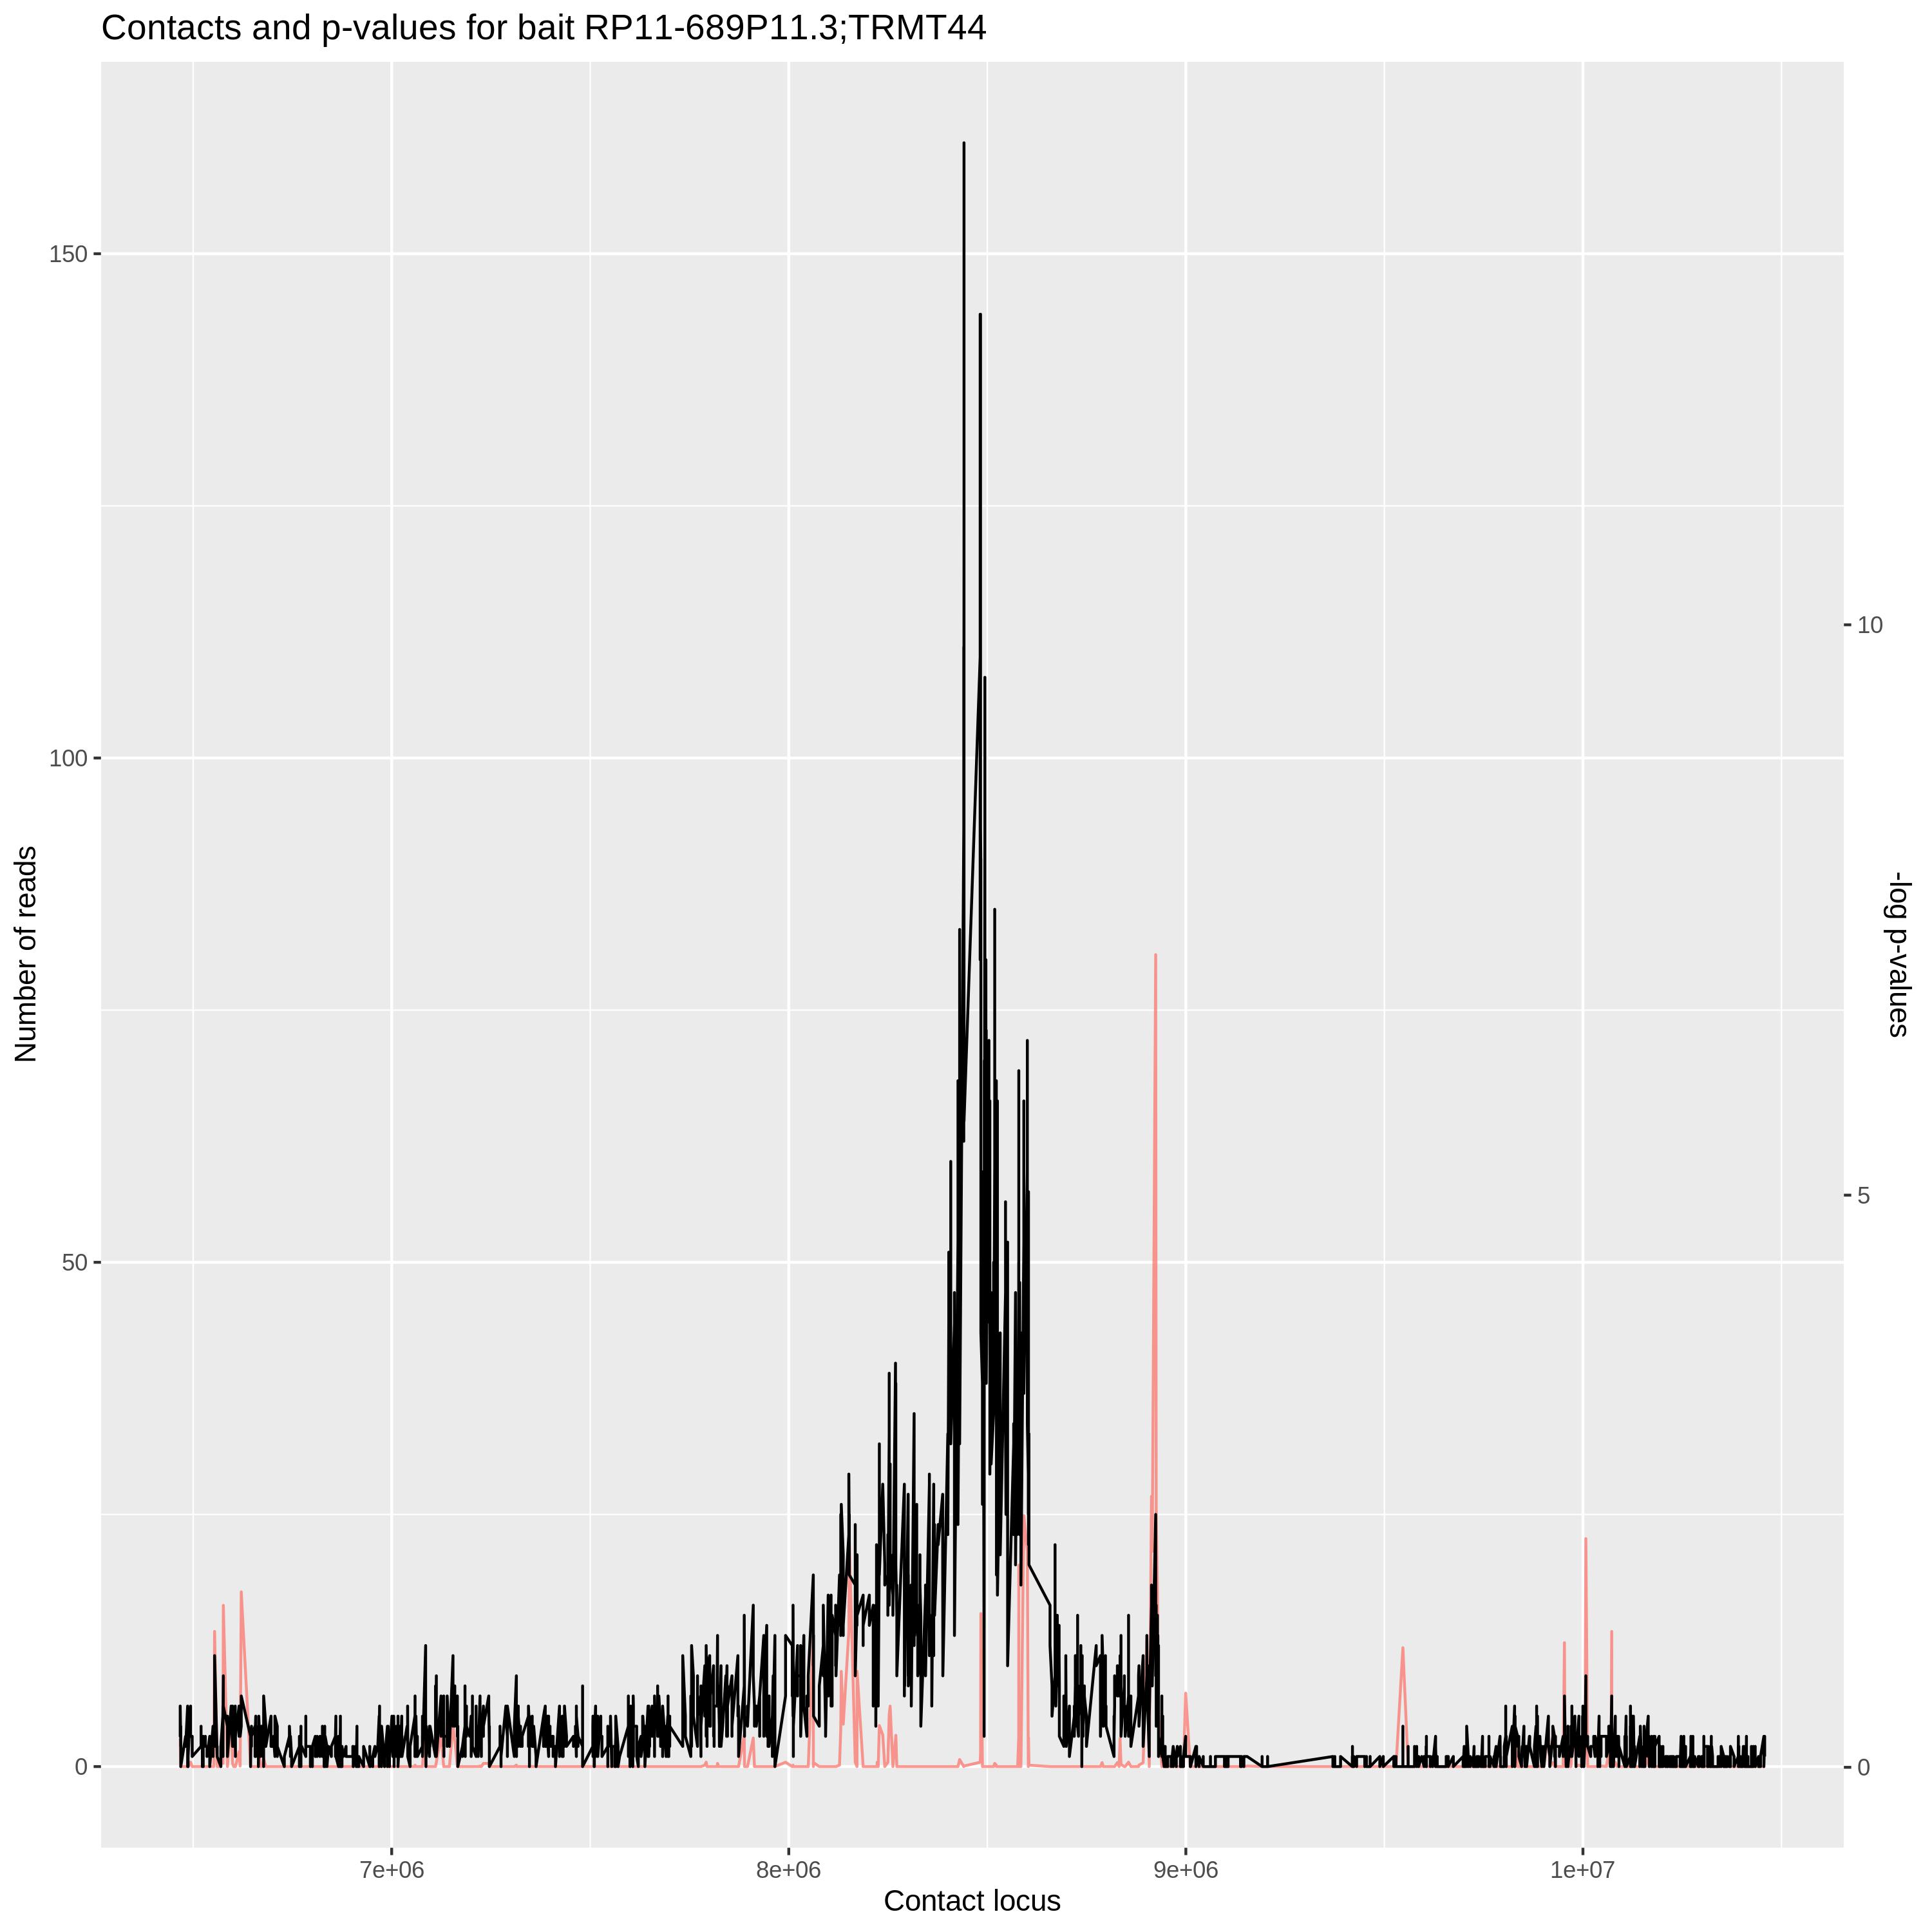 Contacts and p-values for bait RP11-689P11.3;TRMT44
150
100
50
0
Number of reads
10
5
0
-log p-values
7e+06
8e+06
9e+06
1e+07
Contact locus